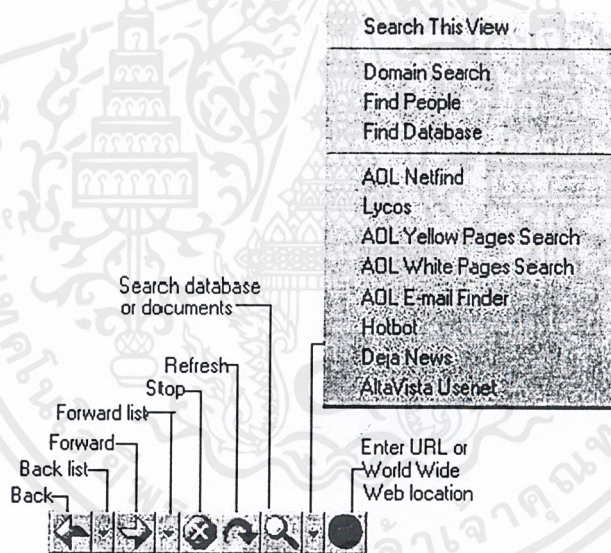 Search This View
Domain Search
Find People
Find Database
AOL Netfind
Lycos
AOL Yellow Pages Search
AOL White Pages Search
AOL E-mail Finder
Hotbot
Deja News
AltaVista Usenet
Search database
or documents
Refresh
Stop
Forward list
Forward
Back list
Back
Enter URL or
World Wide
Web location